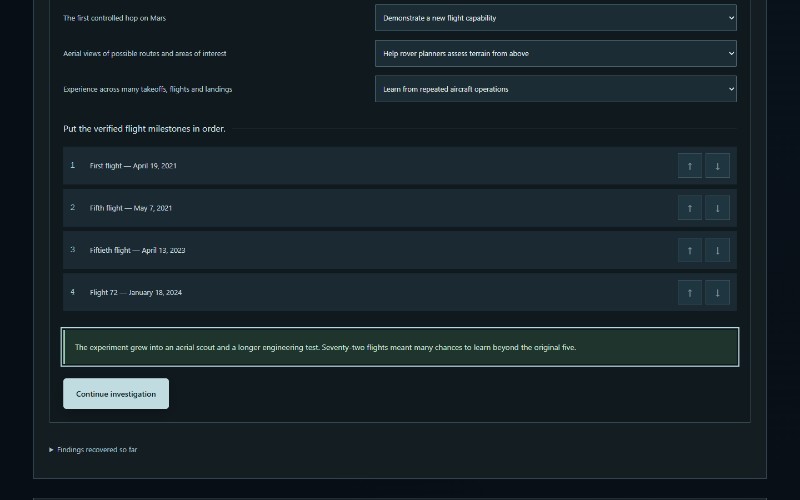 The first controlled hop on Mars
Demonstrate a new flight capability
Aerial views of possible routes and areas of interest
Help rover planners assess terrain from above
Experience across many takeoffs, flights and landings
Learn from repeated aircraft operations
Put the verified flight milestones in order.
1 First flight — April 19, 2021 ↑ ↓
2 Fifth flight — May 7, 2021 ↑ ↓
3 Fiftieth flight — April 13, 2023 ↑ ↓
4 Flight 72 — January 18, 2024 ↑ ↓
The experiment grew into an aerial scout and a longer engineering test. Seventy-two flights meant many chances to learn beyond the original five.
Continue investigation
▶ Findings recovered so far